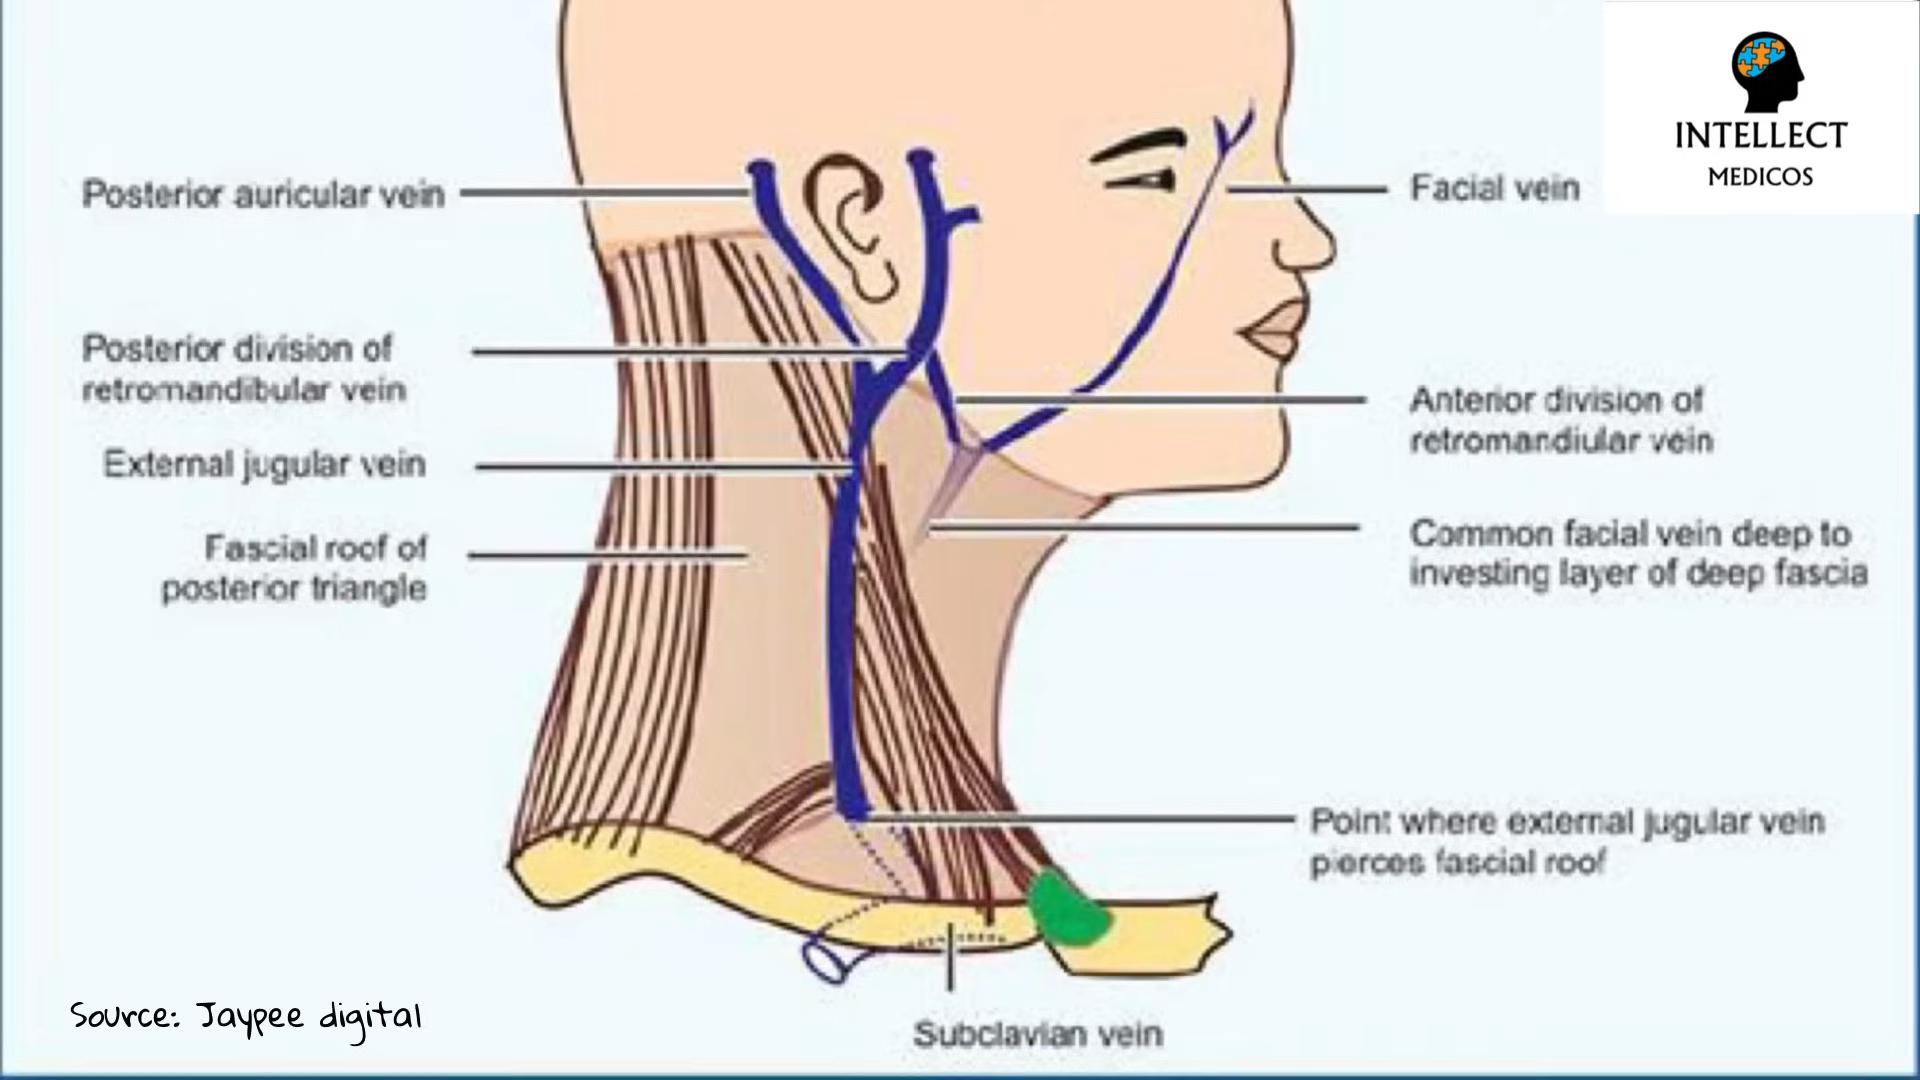 INTELLECT
MEDICOS
Posterior auricular vein
Facial vein
Posterior division of
retromandibular vein
Anterior division of
retromandiular vein
External jugular vein
Common facial vein deep to
investing layer of deep fascia
Fascial roof of
posterior triangle
Point where external jugular vein
pierces fascial roof
Source: Jaypee digital
Subclavian vein